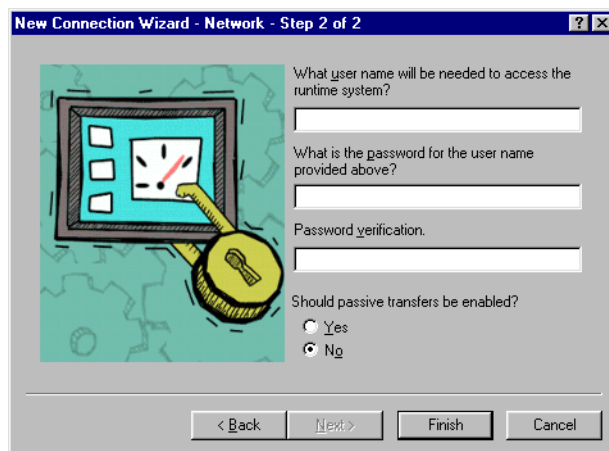 New Connection Wizard - Network - Step 2 of 2
What user name will be needed to access the
runtime system?
What is the password for the user name
provided above?
Password verification.
Should passive transfers be enabled?
Yes
No
< Back
Next >
Finish
Cancel